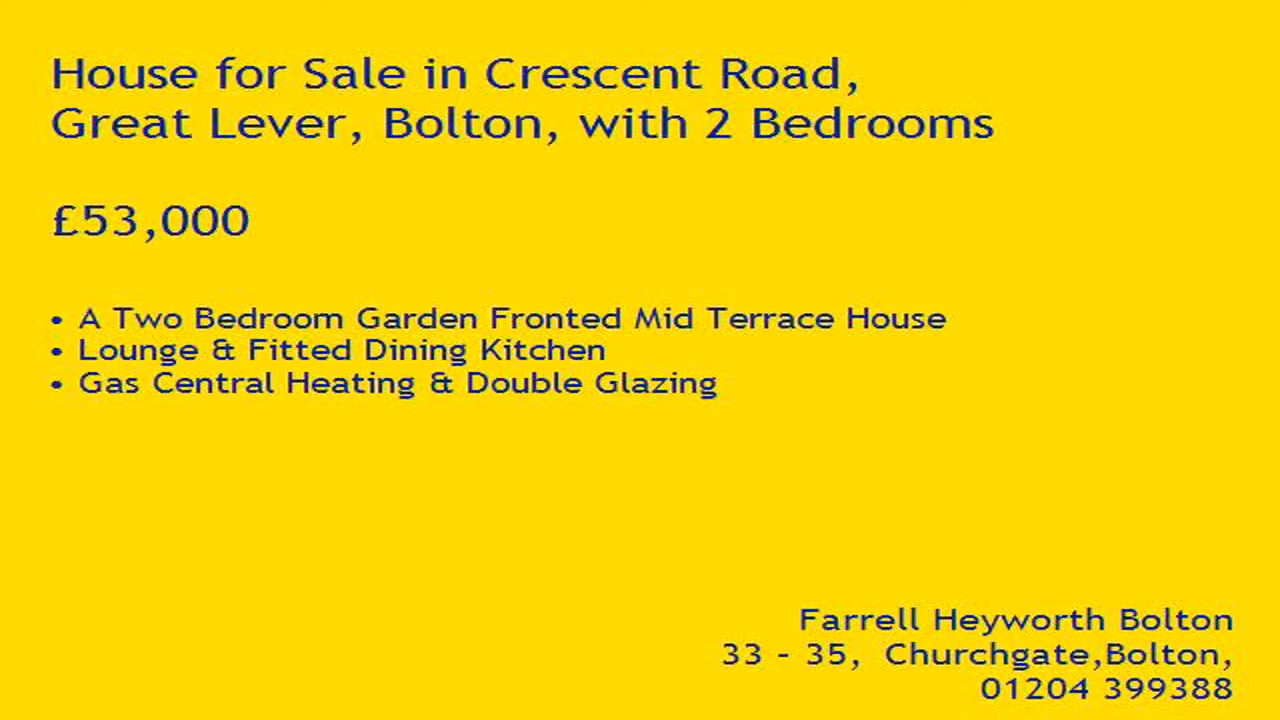 House for Sale in Crescent Road,
Great Lever, Bolton, with 2 Bedrooms
£53,000
• A Two Bedroom Garden Fronted Mid Terrace House
• Lounge & Fitted Dining Kitchen
• Gas Central Heating & Double Glazing
Farrell Heyworth Bolton
33 - 35, Churchgate,Bolton,
01204 399388